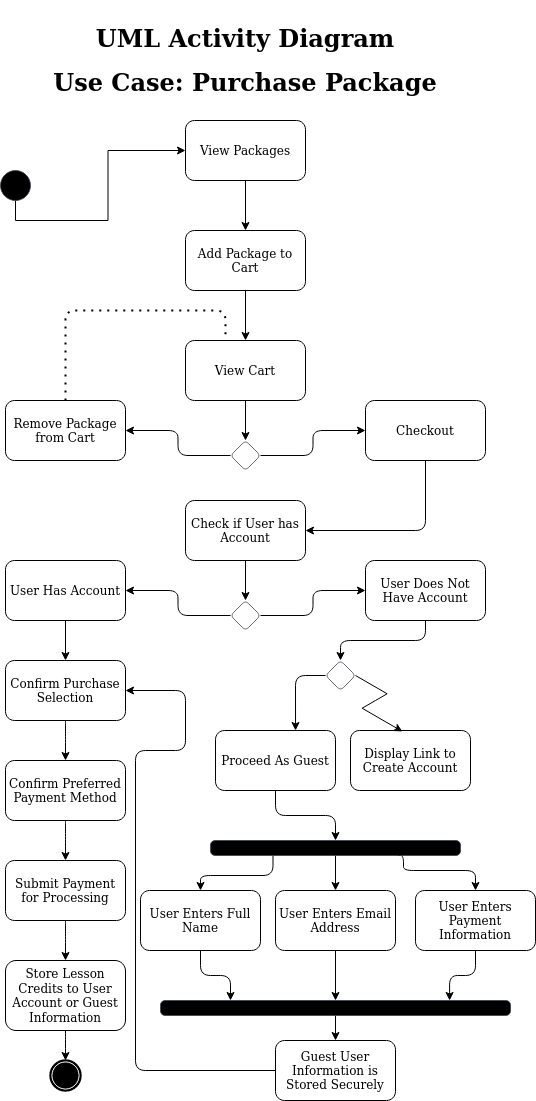 UML Activity Diagram
Use Case: Purchase Package
View Packages
Add Package to
Cart
View Cart
Remove Package
from Cart
Checkout
Check if User has
Account
User Has Account
User Does Not
Have Account
Confirm Purchase
Selection
Proceed As Guest
Display Link to
Create Account
Confirm Preferred
Payment Method
Submit Payment
for Processing
User Enters Full
Name
User Enters Email
Address
User Enters
Payment
Information
Store Lesson
Credits to User
Account or Guest
Information
Guest User
Information is
Stored Securely